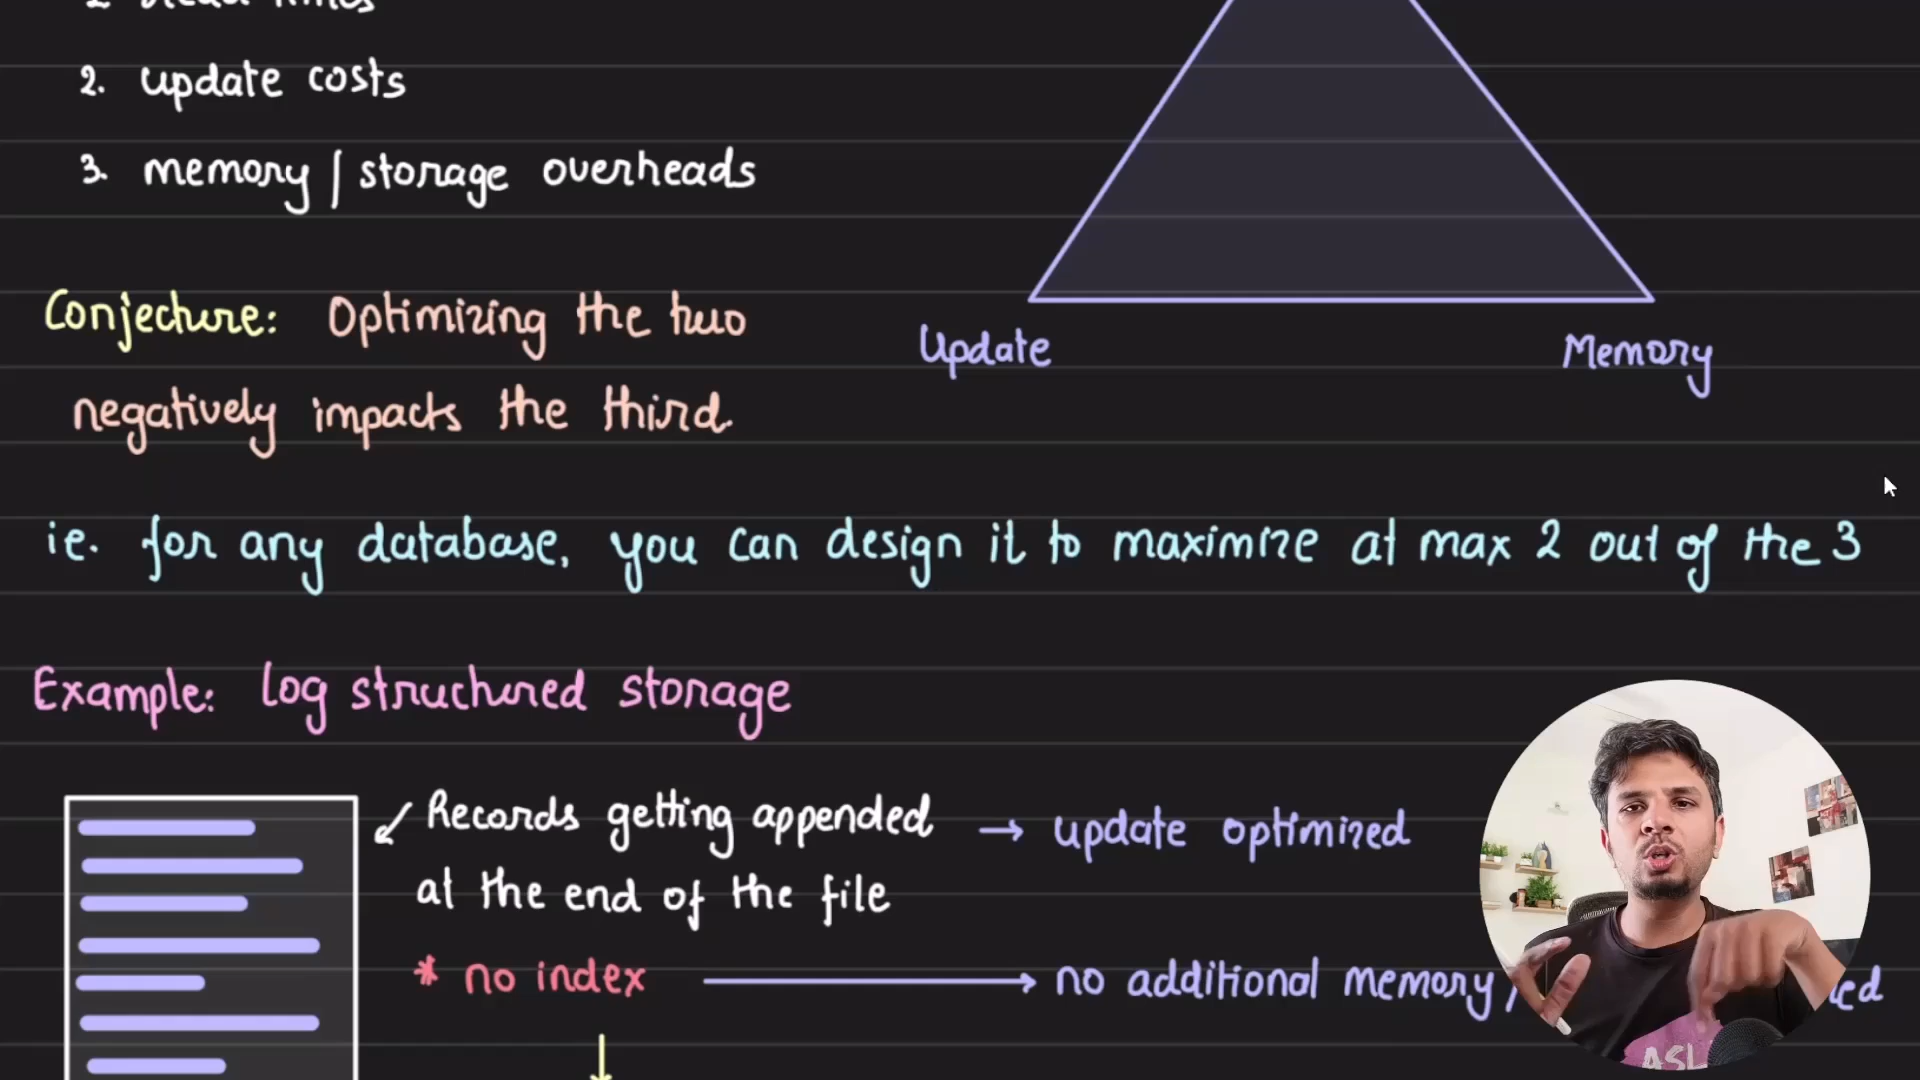 2. update costs
3. memory / storage overheads
Conjecture: Optimizing the two
negatively impacts the third.
Update
Memory
ie. for any database, you can design it to maximize at max 2 out of the 3
Example: log structured storage
Records getting appended → update optimized
at the end of the file
* no index → no additional memory /
ASL